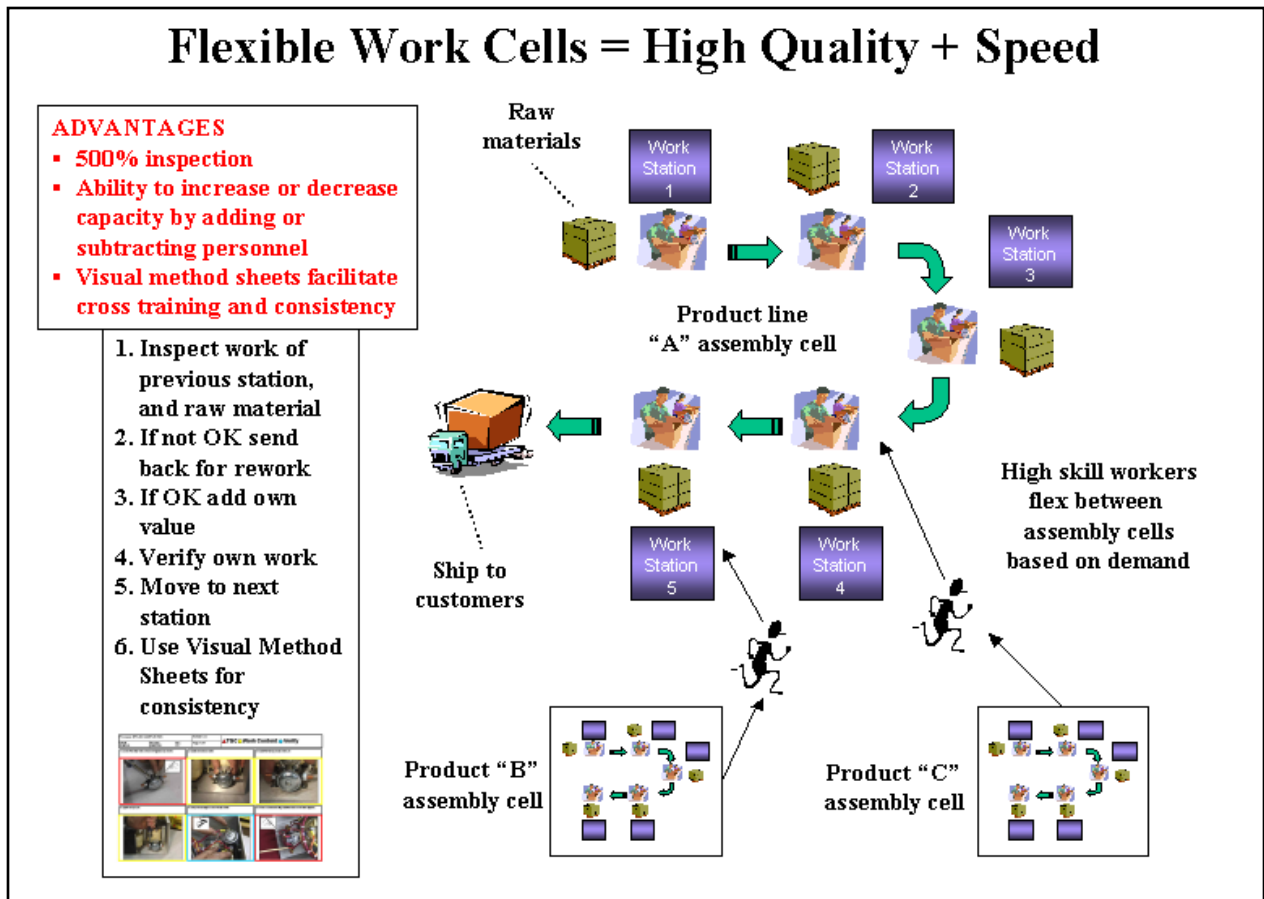 Flexible Work Cells = High Quality + Speed
ADVANTAGES
▪ 500% inspection
▪ Ability to increase or decrease
capacity by adding or
subtracting personnel
▪ Visual method sheets facilitate
cross training and consistency
1. Inspect work of
previous station,
and raw material
2. If not OK send
back for rework
3. If OK add own
value
4. Verify own work
5. Move to next
station
6. Use Visual Method
Sheets for
consistency
Raw
materials
Work
Station
1
Work
Station
2
Work
Station
3
Product line
“A” assembly cell
High skill workers
flex between
assembly cells
based on demand
Work
Station
5
Work
Station
4
Ship to
customers
Product “B”
assembly cell
Product “C”
assembly cell